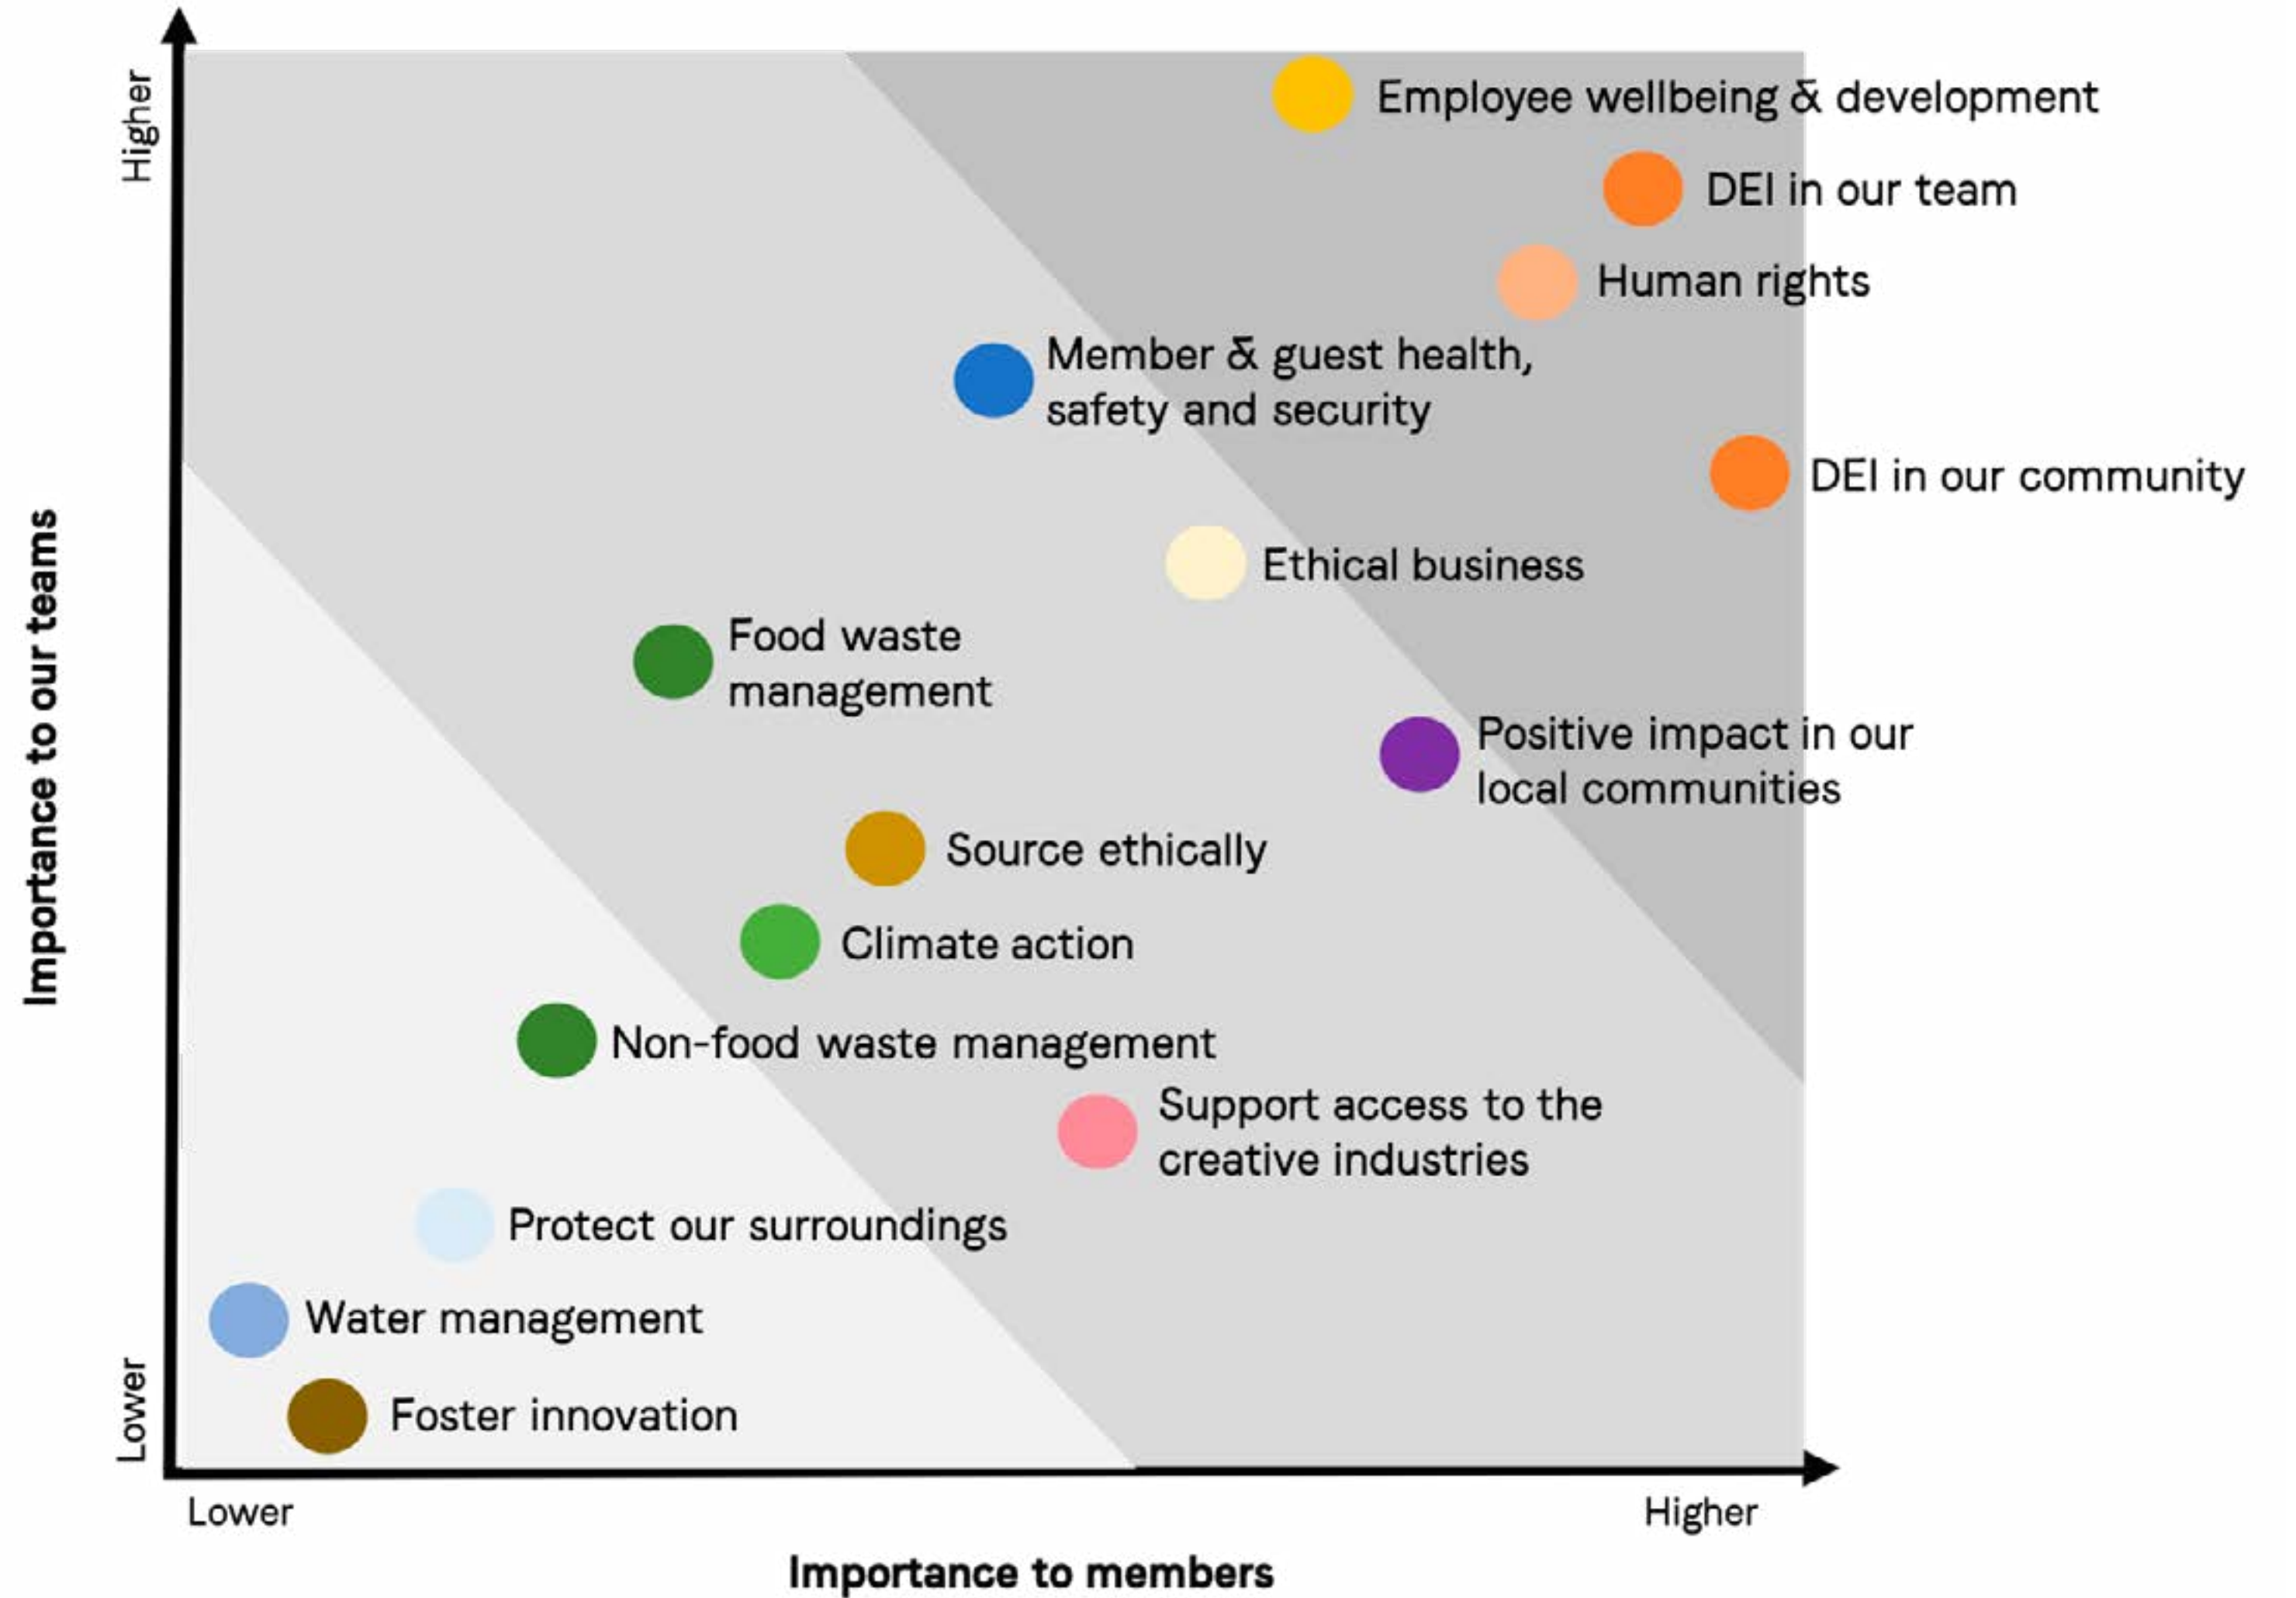 Higher
Employee wellbeing & development
DEI in our team
Human rights
Member & guest health,
safety and security
DEI in our community
Ethical business
Food waste
management
Positive impact in our
local communities
Source ethically
Climate action
Non-food waste management
Support access to the
creative industries
Protect our surroundings
Water management
Foster innovation
Importance to our teams
Lower
Lower
Higher
Importance to members